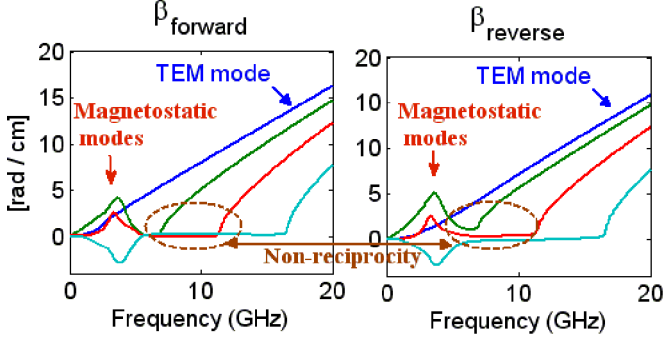 βforward
βreverse
20
15
10
5
0
[rad / cm]
TEM mode
Magnetostatic
modes
0
10
20
Frequency (GHz)
20
10
10
5
0
TEM mode
Magnetostatic
modes
Non-reciprocity
0
10
20
Frequency (GHz)